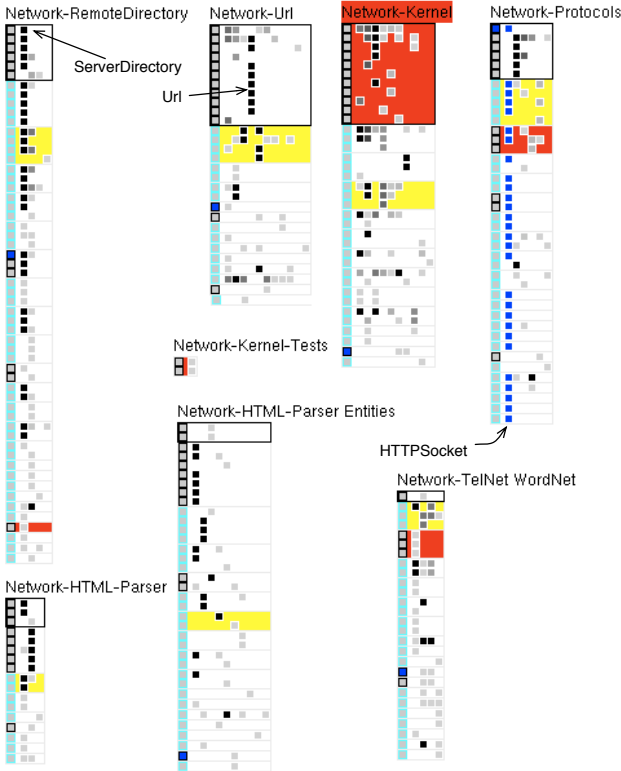 Network-RemoteDirectory
Network-Url
Network-Kernel
Network-Protocols
ServerDirectory
Url
Network-Kernel-Tests
Network-HTML-Parser Entities
HTTPSocket
Network-TelNet WordNet
Network-HTML-Parser